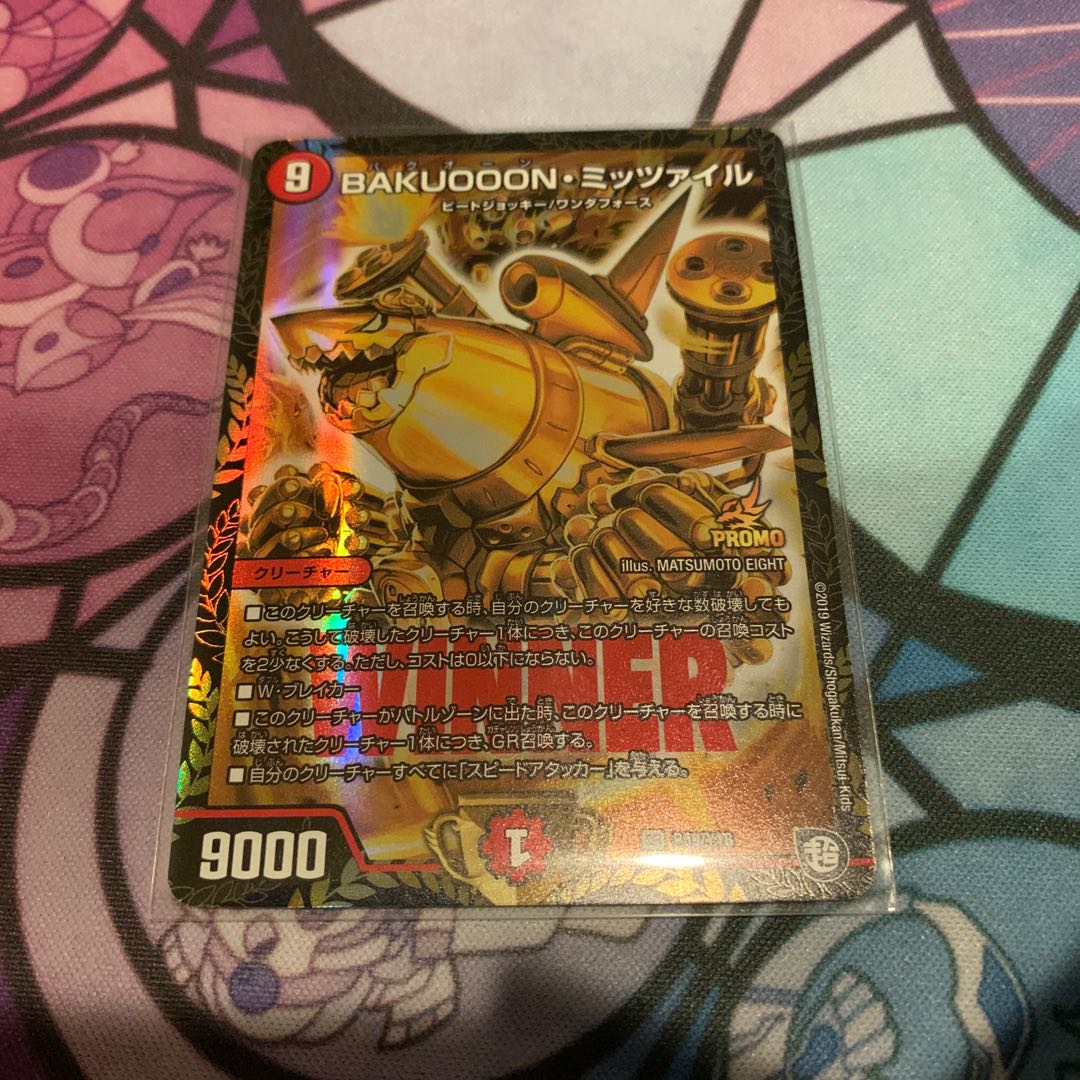 9
バクオーン
BAKUOOON・ミッツァイル
ビートジョッキー/ワンダフォース
PROMO
illus. MATSUMOTO EIGHT
クリーチャー
■このクリーチャーを召喚する時、自分のクリーチャーを好きな数破壊しても
よい。こうして破壊したクリーチャー1体につき、このクリーチャーの召喚コスト
を2少なくする。ただし、コストは0以下にならない。
■W・ブレイカー
■このクリーチャーがバトルゾーンに出た時、このクリーチャーを召喚する時に
破壊されたクリーチャー1体につき、GR召喚する。
■自分のクリーチャーすべてに「スピードアタッカー」を与える。
WINNER
9000
1
超
©2019 Wizards/Shogakukan/Mitsui-Kids